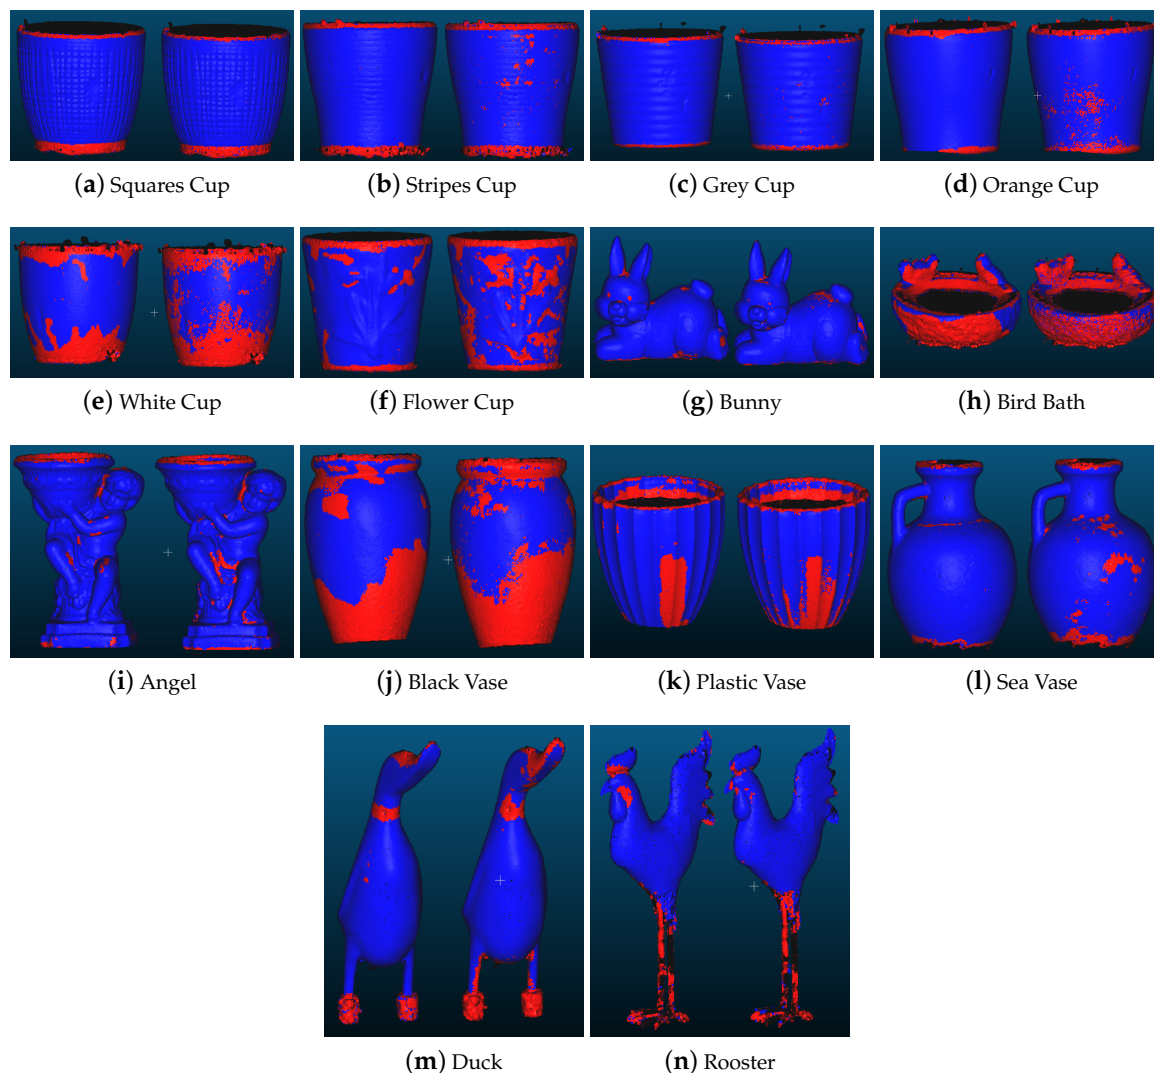 (a) Squares Cup
(b) Stripes Cup
(c) Grey Cup
(d) Orange Cup
(e) White Cup
(f) Flower Cup
(g) Bunny
(h) Bird Bath
(i) Angel
(j) Black Vase
(k) Plastic Vase
(l) Sea Vase
(m) Duck
(n) Rooster